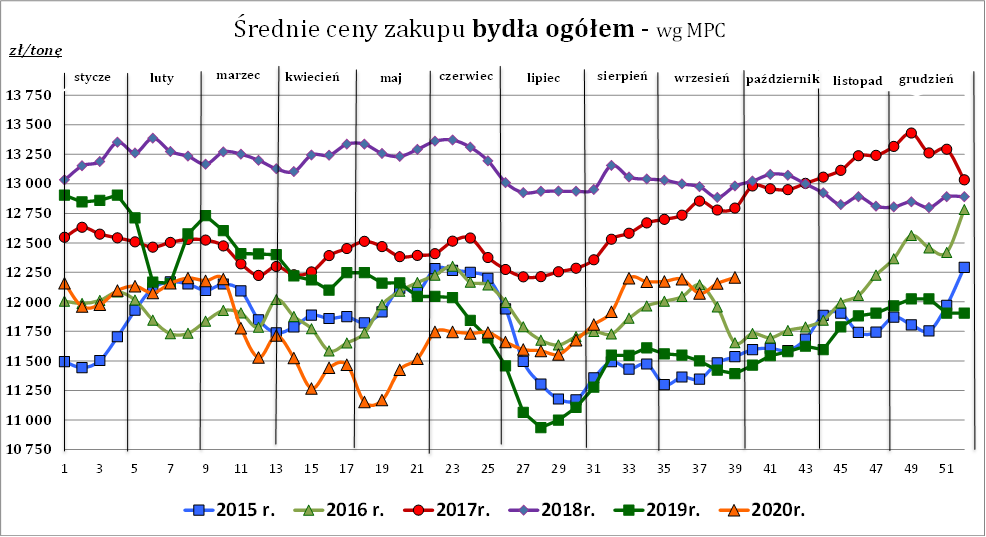 Średnie ceny zakupu bydła ogółem - wg MPC
zł/tonę
stycze luty marzec kwiecień maj czerwiec lipiec sierpień wrzesień październik listopad grudzień
13 750
13 500
13 250
13 000
12 750
12 500
12 250
12 000
11 750
11 500
11 250
11 000
10 750
1 3 5 7 9 11 13 15 17 19 21 23 25 27 29 31 33 35 37 39 41 43 45 47 49 51
2015 r. 2016 r. 2017r. 2018r. 2019r. 2020r.